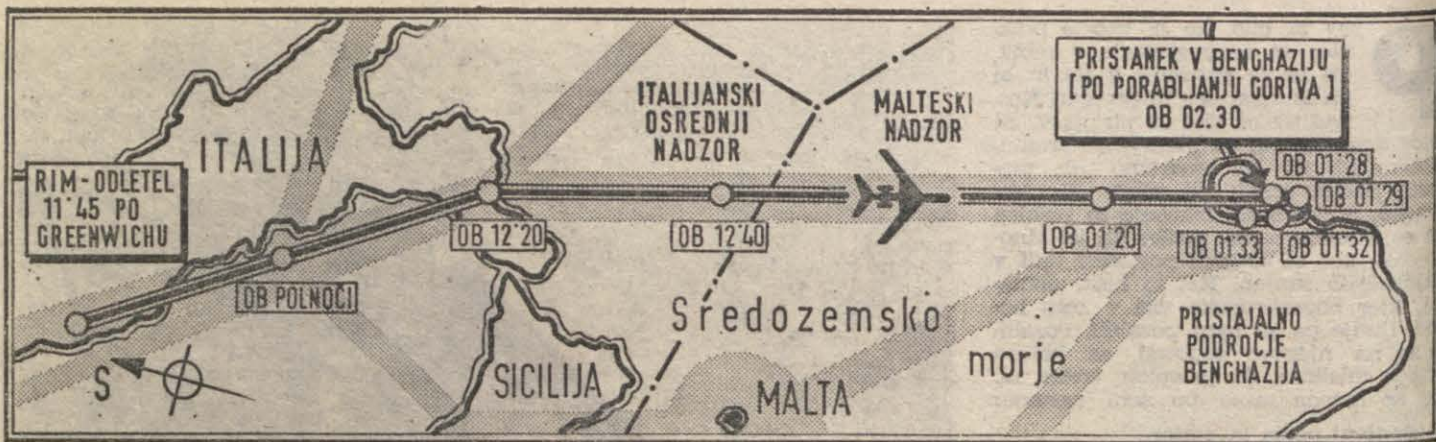 RIM-ODLETEL
11'45 PO
GREENWICHU
ITALIJA
OB POLNOČI
S
OB 12'20
SICILIJA
ITALIJANSKI
OSREDNJI
NADZOR
OB 12'40
MALTESKI
NADZOR
Sredozemsko
morje
MALTA
PRISTANEK V BENGHAZIJU
[PO PORABLJANJU GORIVA]
OB 02.30
OB 01'20
OB 01'28
OB 01'29
OB 01'33
OB 01'32
PRISTAJALNO
PODROČJE
BENGHAZIJA